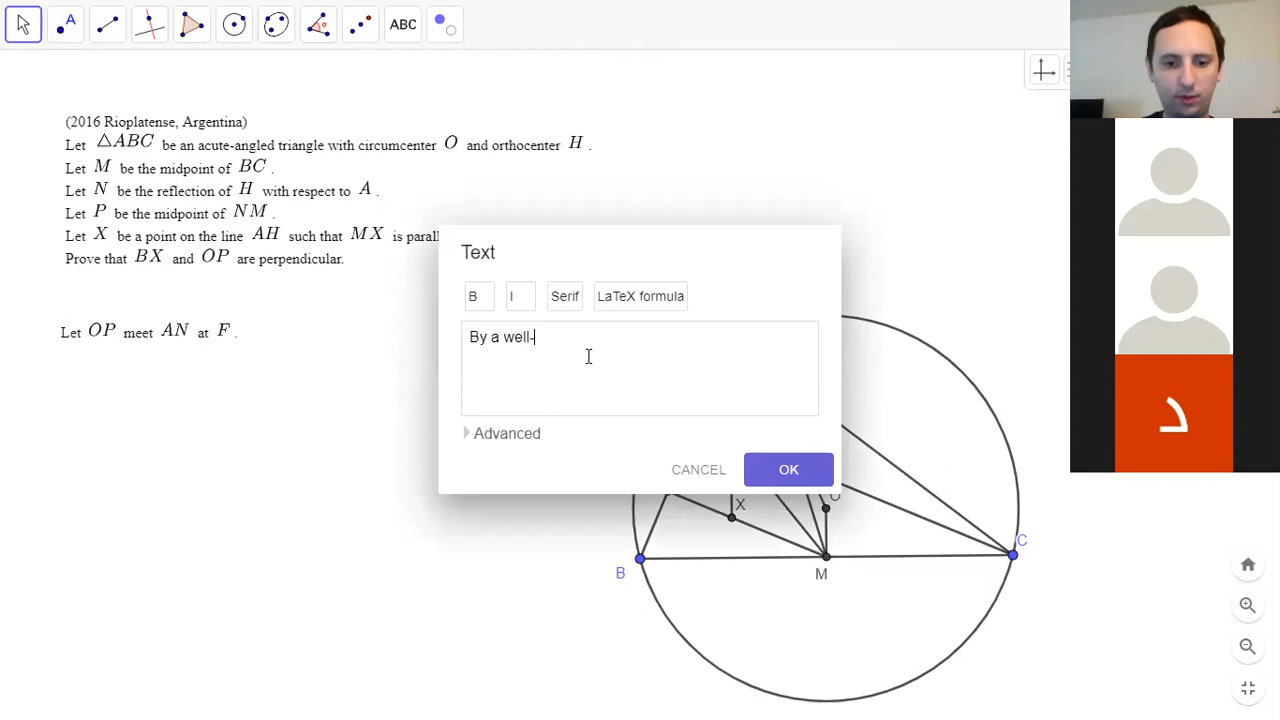 ABC
(2016 Rioplatense, Argentina)
Let △ABC be an acute-angled triangle with circumcenter O and orthocenter H .
Let M be the midpoint of BC .
Let N be the reflection of H with respect to A .
Let P be the midpoint of NM .
Let X be a point on the line AH such that MX is parall
Prove that BX and OP are perpendicular.
Let OP meet AN at F .
Text
B I Serif LaTeX formula
By a well-
Advanced
CANCEL OK
X
O
C
B
M
ד